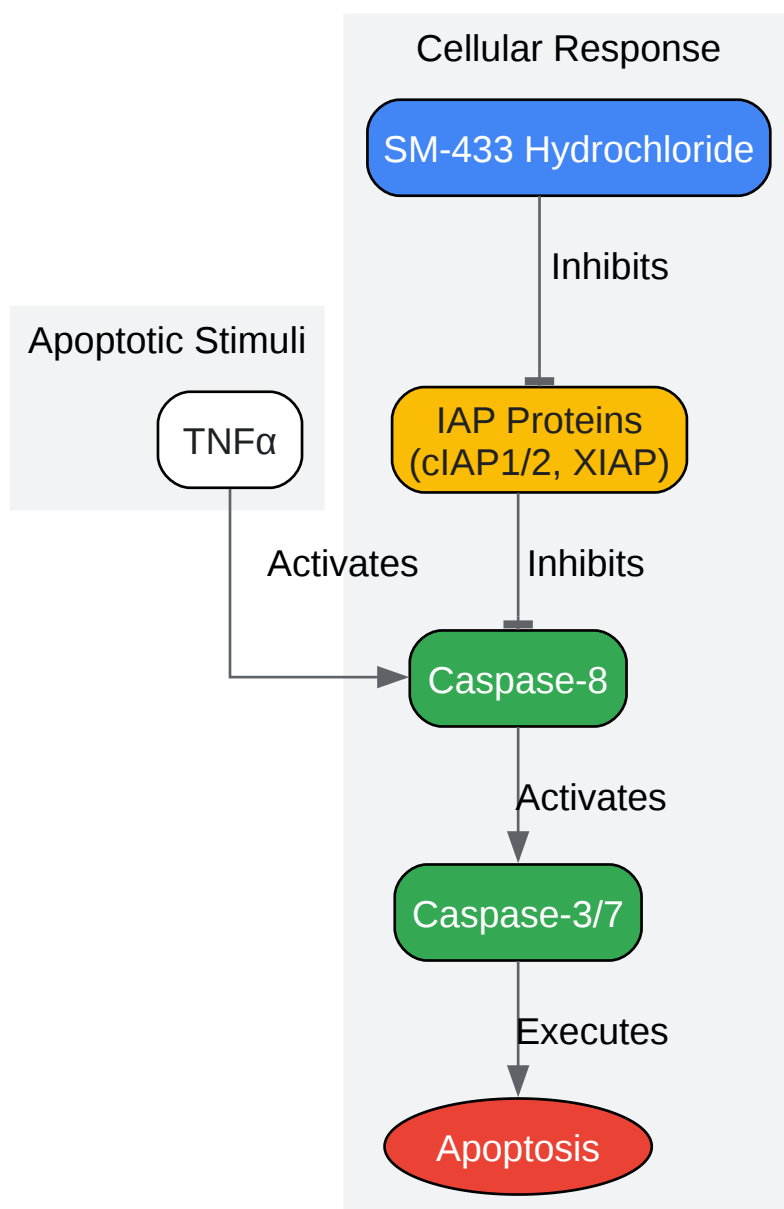 Cellular Response
SM-433 Hydrochloride
Inhibits
Apoptotic Stimuli
TNFα
IAP Proteins
(cIAP1/2, XIAP)
Activates
Inhibits
Caspase-8
Activates
Caspase-3/7
Executes
Apoptosis